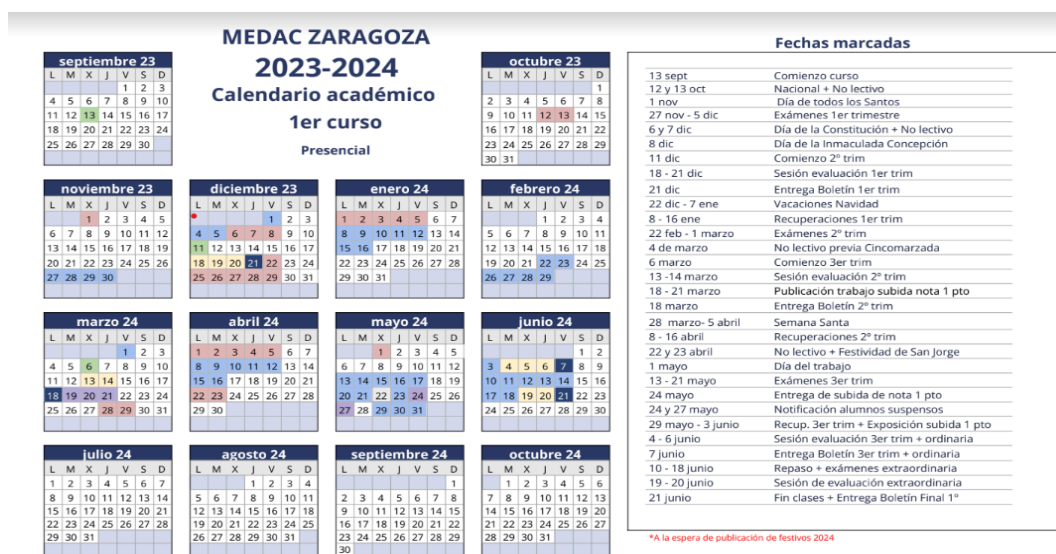 MEDAC ZARAGOZA
2023-2024
Calendario académico
1er curso
Presencial
septiembre 23
L M X J V S D
1 2 3
4 5 6 7 8 9 10
11 12 13 14 15 16 17
18 19 20 21 22 23 24
25 26 27 28 29 30
octubre 23
L M X J V S D
1
2 3 4 5 6 7 8
9 10 11 12 13 14 15
16 17 18 19 20 21 22
23 24 25 26 27 28 29
30 31
noviembre 23
L M X J V S D
1 2 3 4 5
6 7 8 9 10 11 12
13 14 15 16 17 18 19
20 21 22 23 24 25 26
27 28 29 30
diciembre 23
L M X J V S D
1 2 3
4 5 6 7 8 9 10
11 12 13 14 15 16 17
18 19 20 21 22 23 24
25 26 27 28 29 30 31
enero 24
L M X J V S D
1 2 3 4 5 6 7
8 9 10 11 12 13 14
15 16 17 18 19 20 21
22 23 24 25 26 27 28
29 30 31
febrero 24
L M X J V S D
1 2 3 4
5 6 7 8 9 10 11
12 13 14 15 16 17 18
19 20 21 22 23 24 25
26 27 28 29
marzo 24
L M X J V S D
1 2 3
4 5 6 7 8 9 10
11 12 13 14 15 16 17
18 19 20 21 22 23 24
25 26 27 28 29 30 31
abril 24
L M X J V S D
1 2 3 4 5 6 7
8 9 10 11 12 13 14
15 16 17 18 19 20 21
22 23 24 25 26 27 28
29 30
mayo 24
L M X J V S D
1 2 3 4 5
6 7 8 9 10 11 12
13 14 15 16 17 18 19
20 21 22 23 24 25 26
27 28 29 30 31
junio 24
L M X J V S D
1 2
3 4 5 6 7 8 9
10 11 12 13 14 15 16
17 18 19 20 21 22 23
24 25 26 27 28 29 30
julio 24
L M X J V S D
1 2 3 4 5 6 7
8 9 10 11 12 13 14
15 16 17 18 19 20 21
22 23 24 25 26 27 28
29 30 31
agosto 24
L M X J V S D
1 2 3 4
5 6 7 8 9 10 11
12 13 14 15 16 17 18
19 20 21 22 23 24 25
26 27 28 29 30 31
septiembre 24
L M X J V S D
1
2 3 4 5 6 7 8
9 10 11 12 13 14 15
16 17 18 19 20 21 22
23 24 25 26 27 28 29
30
octubre 24
L M X J V S D
1 2 3 4 5 6
7 8 9 10 11 12 13
14 15 16 17 18 19 20
21 22 23 24 25 26 27
28 29 30 31
Fechas marcadas
13 sept Comienzo curso
12 y 13 oct Nacional + No lectivo
1 nov Día de todos los Santos
27 nov - 5 dic Exámenes 1er trimestre
6 y 7 dic Día de la Constitución + No lectivo
8 dic Día de la Inmaculada Concepción
11 dic Comienzo 2º trim
18 - 21 dic Sesión evaluación 1er trim
21 dic Entrega Boletín 1er trim
22 dic - 7 ene Vacaciones Navidad
8 - 16 ene Recuperaciones 1er trim
22 feb - 1 marzo Exámenes 2º trim
4 de marzo No lectivo previa Cincomarzada
6 marzo Comienzo 3er trim
13 -14 marzo Sesión evaluación 2º trim
18 - 21 marzo Publicación trabajo subida nota 1 pto
18 marzo Entrega Boletín 2º trim
28 marzo- 5 abril Semana Santa
8 - 16 abril Recuperaciones 2º trim
22 y 23 abril No lectivo + Festividad de San Jorge
1 mayo Día del trabajo
13 - 21 mayo Exámenes 3er trim
24 mayo Entrega de subida de nota 1 pto
24 y 27 mayo Notificación alumnos suspensos
29 mayo - 3 junio Recup. 3er trim + Exposición subida 1 pto
4 - 6 junio Sesión evaluación 3er trim + ordinaria
7 junio Entrega Boletín 3er trim + ordinaria
10 - 18 junio Repaso + exámenes extraordinaria
19 - 20 junio Sesión de evaluación extraordinaria
21 junio Fin clases + Entrega Boletín Final 1º
*A la espera de publicación de festivos 2024